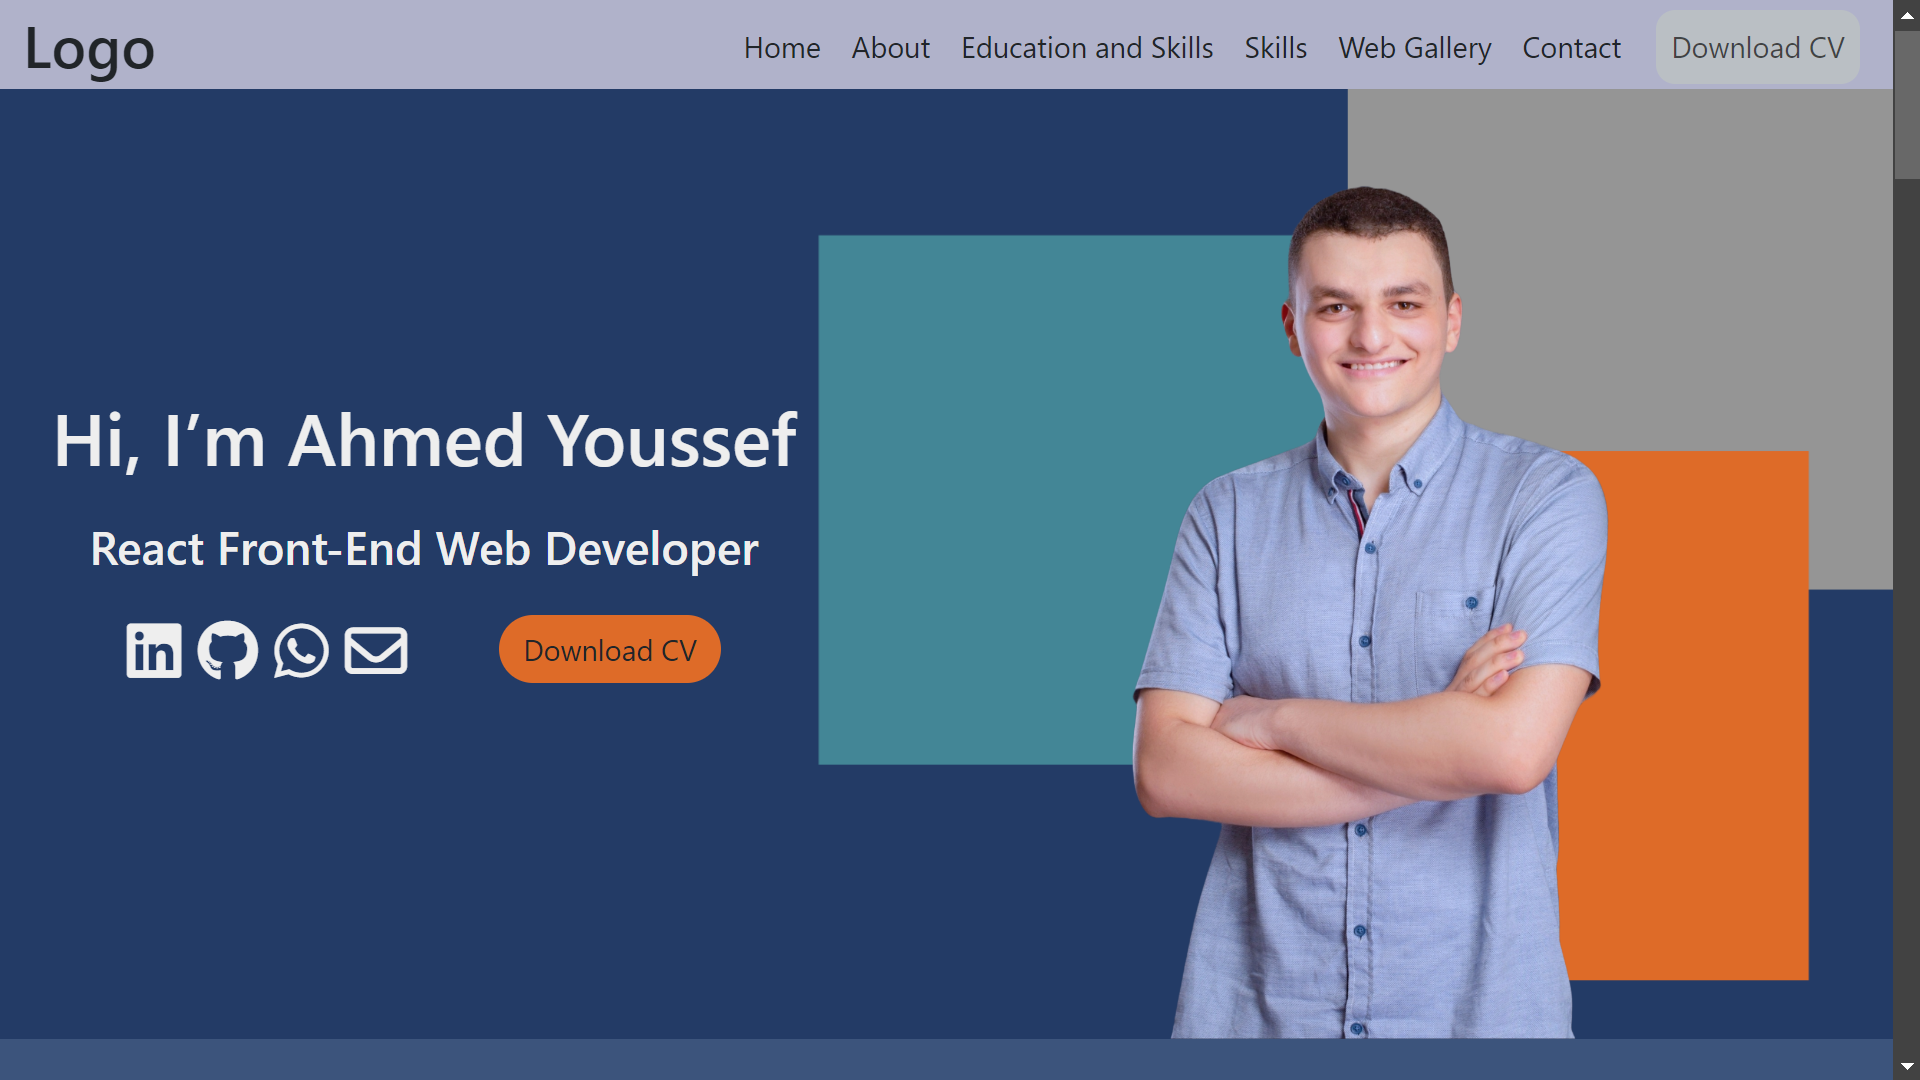 Logo
Home About Education and Skills Skills Web Gallery Contact Download CV
Hi, I’m Ahmed Youssef
React Front-End Web Developer
in
Download CV